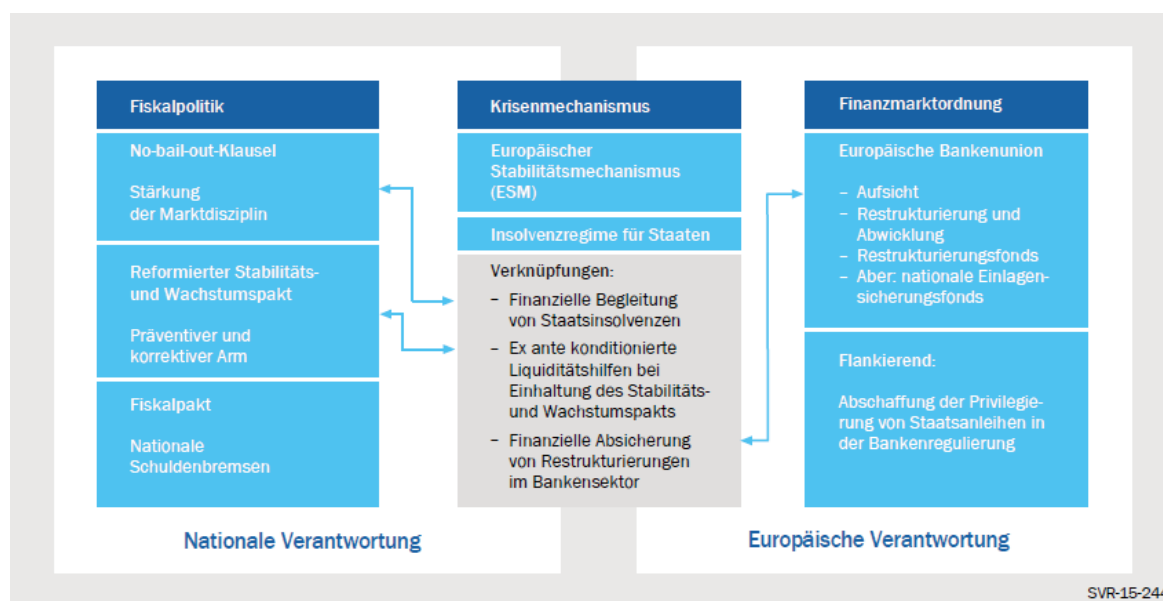 Fiskalpolitik
No-bail-out-Klausel
Stärkung
der Marktdisziplin
Reformierter Stabilitäts-
und Wachstumspakt
Präventiver und
korrektiver Arm
Fiskalpakt
Nationale
Schuldenbremsen
Krisenmechanismus
Europäischer
Stabilitätsmechanismus
(ESM)
Insolvenzregime für Staaten
Verknüpfungen:
– Finanzielle Begleitung
von Staatsinsolvenzen
– Ex ante konditionierte
Liquiditätshilfen bei
Einhaltung des Stabilitäts-
und Wachstumspakts
– Finanzielle Absicherung
von Restrukturierungen
im Bankensektor
Finanzmarktordnung
Europäische Bankenunion
– Aufsicht
– Restrukturierung und
Abwicklung
– Restrukturierungsfonds
– Aber: nationale Einlagen-
sicherungsfonds
Flankierend:
Abschaffung der Privilegie-
rung von Staatsanleihen in
der Bankenregulierung
Nationale Verantwortung
Europäische Verantwortung
SVR-15-244